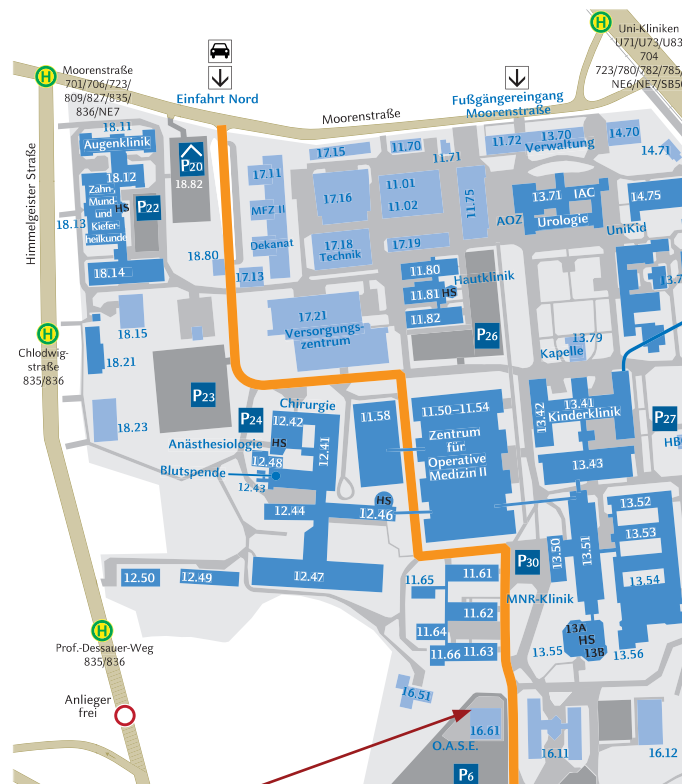 H
Uni-Kliniken
U71/U73/U83
704
723/780/782/785/
NE6/NE7/SB50
H
Moorenstraße
701/706/723/
809/827/835/
836/NE7
Einfahrt Nord
Moorenstraße
Fußgängereingang
Moorenstraße
Himmelgeister Straße
18.11
Augenklinik
18.12
Zahn-
Mund-
und
Kiefer-
heilkunde
HS
P22
18.13
18.14
P20
18.82
18.80
17.11
MFZ II
Dekanat
17.13
17.15
17.16
17.18
Technik
11.70
11.71
11.01
11.02
17.19
11.75
11.72
13.70
Verwaltung
14.70
14.71
13.71
IAC
AOZ
Urologie
14.75
UniKid
13.7
11.80
Hautklinik
11.81
HS
11.82
P26
17.21
Versorgungs-
zentrum
13.79
Kapelle
18.15
H
Chlodwig-
straße
835/836
18.21
18.23
P23
P24
Chirurgie
12.42
12.41
Anästhesiologie
HS
12.48
Blutspende
12.43
11.58
11.50–11.54
Zentrum
für
Operative
Medizin II
13.42
13.41
Kinderklinik
13.43
P27
HB
HS
12.44
12.46
13.52
13.53
13.54
13.50
13.51
12.50
12.49
12.47
11.65
11.61
P30
MNR-Klinik
11.62
11.64
11.66
11.63
13A
HS
13B
13.55
13.56
H
Prof.-Dessauer-Weg
835/836
Anlieger
frei
16.51
16.61
O.A.S.E.
P6
16.11
16.12